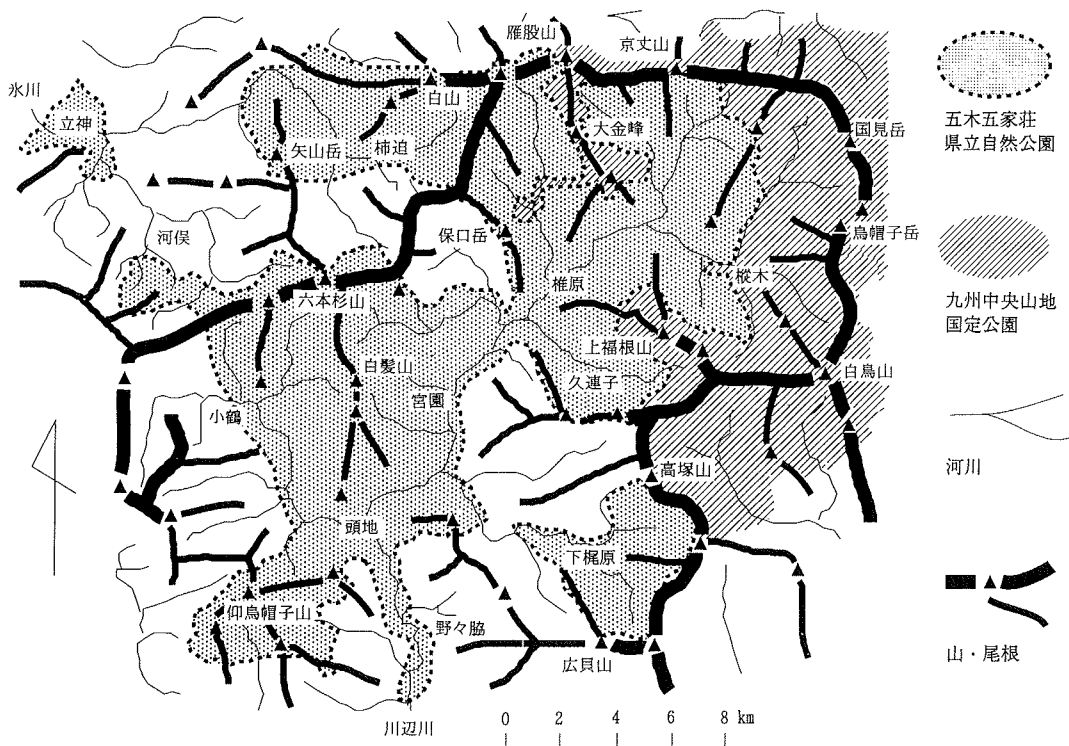 雁股山
京丈山
氷川
立神
白山
大金峰
国見岳
矢山岳
柿迫
五木五家荘
県立自然公園
河俣
保口岳
烏帽子岳
椎原
樅木
六本杉山
九州中央山地
国定公園
上福根山
白髪山
久連子
白鳥山
宮園
小鶴
河川
高塚山
頭地
下梶原
仰烏帽子山
野々脇
広貝山
山・尾根
川辺川
0 2 4 6 8 km